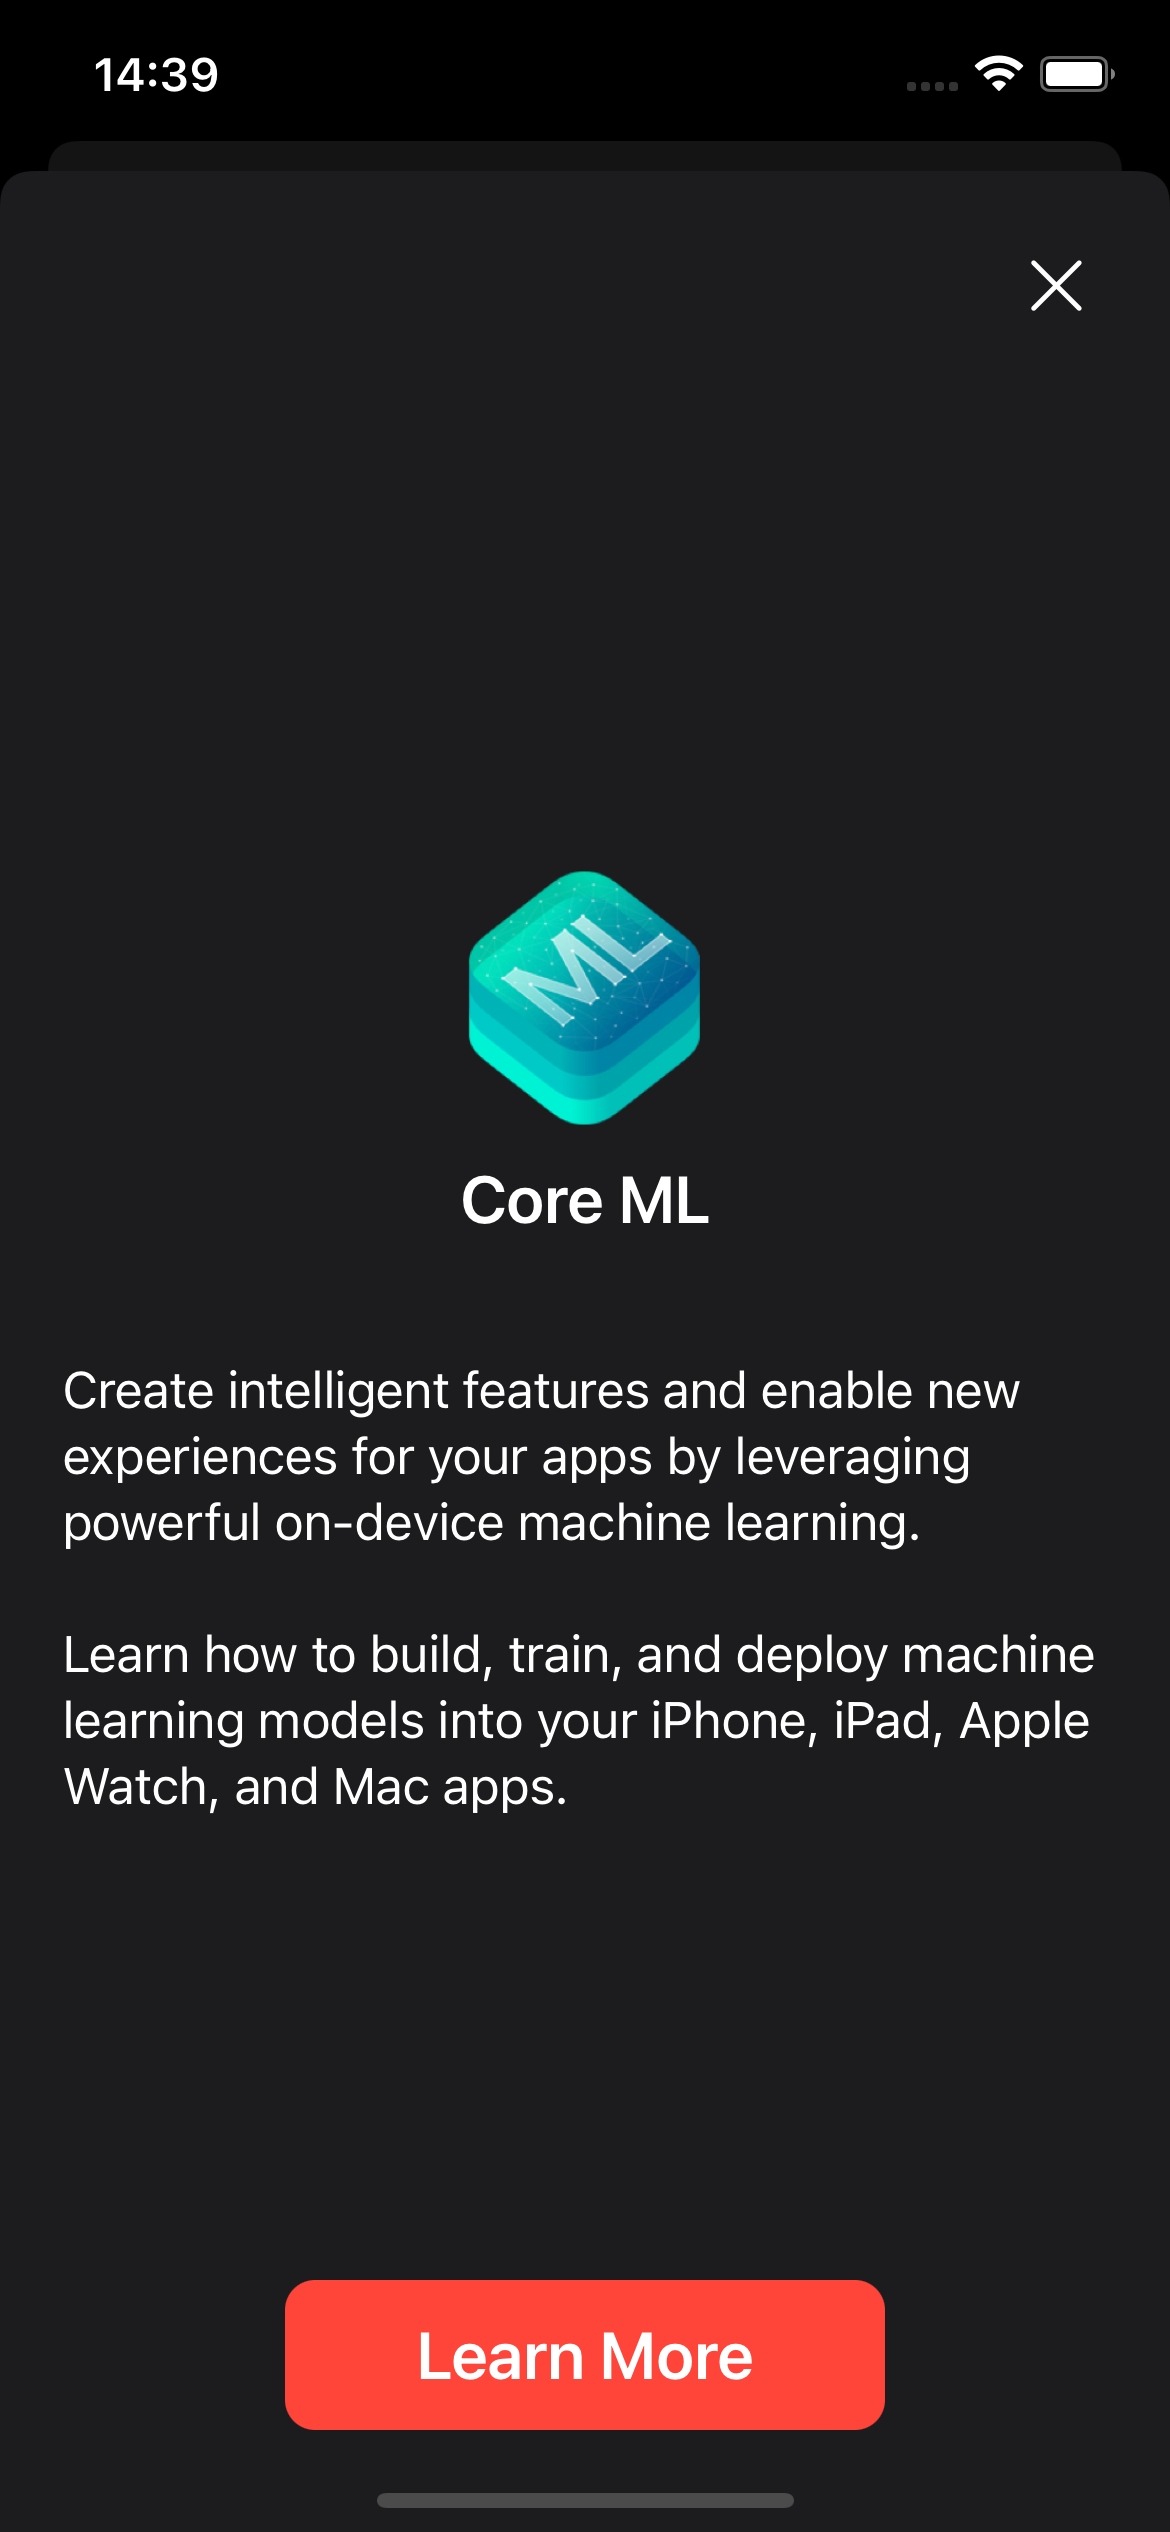 14:39
ML
Core ML
Create intelligent features and enable new
experiences for your apps by leveraging
powerful on-device machine learning.
Learn how to build, train, and deploy machine
learning models into your iPhone, iPad, Apple
Watch, and Mac apps.
Learn More